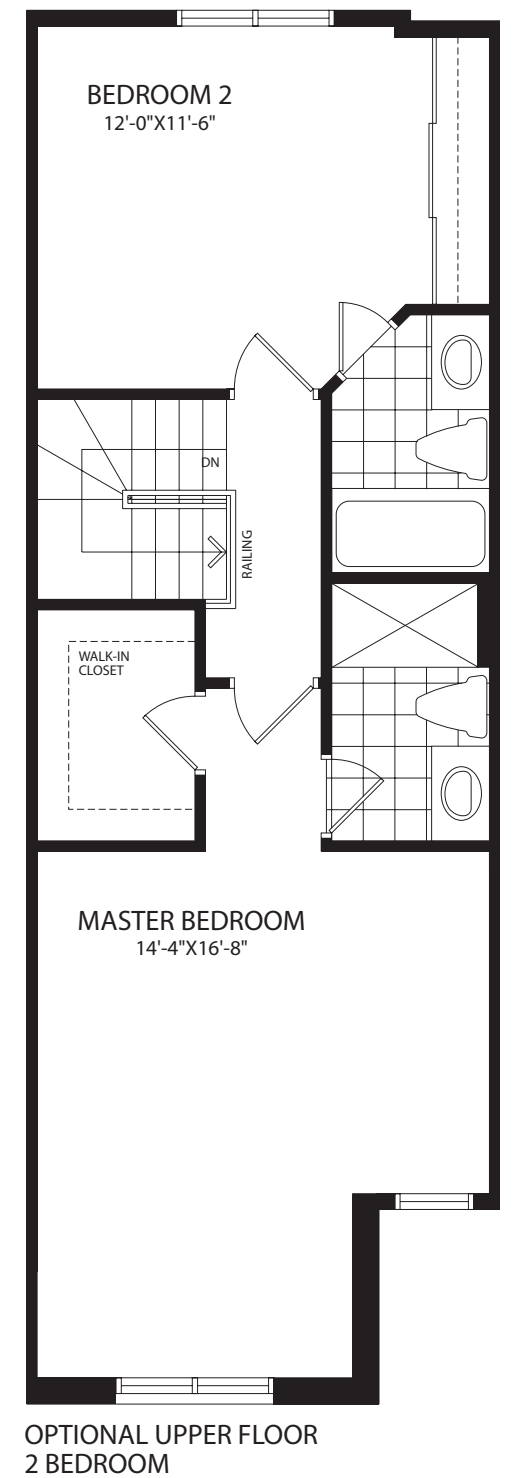 BEDROOM 2
12'-0"X11'-6"
DN
RAILING
WALK-IN
CLOSET
MASTER BEDROOM
14'-4"X16'-8"
OPTIONAL UPPER FLOOR
2 BEDROOM